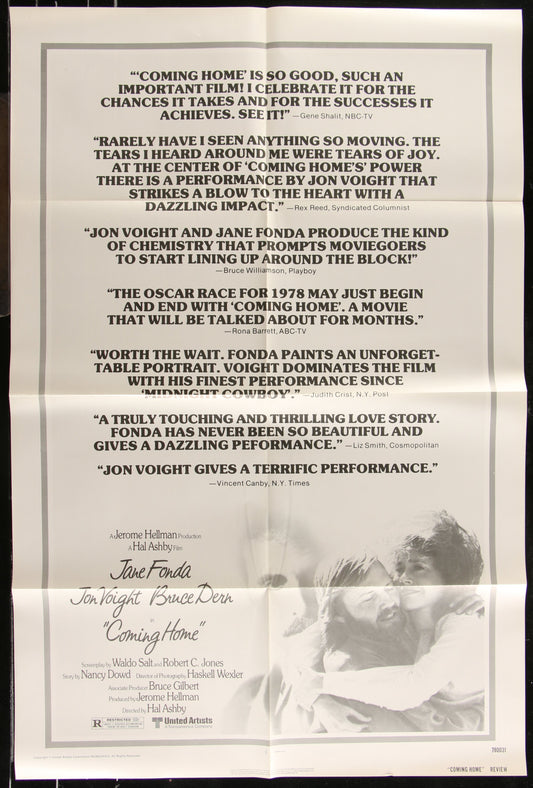 “‘COMING HOME’ IS SO GOOD, SUCH AN
IMPORTANT FILM! I CELEBRATE IT FOR THE
CHANCES IT TAKES AND FOR THE SUCCESSES IT
ACHIEVES. SEE IT!” —Gene Shalit, NBC-TV
“RARELY HAVE I SEEN ANYTHING SO MOVING. THE
TEARS I HEARD AROUND ME WERE TEARS OF JOY.
AT THE CENTER OF ‘COMING HOME’S’ POWER
THERE IS A PERFORMANCE BY JON VOIGHT THAT
STRIKES A BLOW TO THE HEART WITH A
DAZZLING IMPACT.” —Rex Reed, Syndicated Columnist
“JON VOIGHT AND JANE FONDA PRODUCE THE KIND
OF CHEMISTRY THAT PROMPTS MOVIEGOERS
TO START LINING UP AROUND THE BLOCK!”
—Bruce Williamson, Playboy
“THE OSCAR RACE FOR 1978 MAY JUST BEGIN
AND END WITH ‘COMING HOME’. A MOVIE
THAT WILL BE TALKED ABOUT FOR MONTHS.”
—Rona Barrett, ABC-TV
“WORTH THE WAIT. FONDA PAINTS AN UNFORGET-
TABLE PORTRAIT. VOIGHT DOMINATES THE FILM
WITH HIS FINEST PERFORMANCE SINCE
‘MIDNIGHT COWBOY’.” —Judith Crist, N.Y. Post
“A TRULY TOUCHING AND THRILLING LOVE STORY.
FONDA HAS NEVER BEEN SO BEAUTIFUL AND
GIVES A DAZZLING PEFORMANCE.” —Liz Smith, Cosmopolitan
“JON VOIGHT GIVES A TERRIFIC PERFORMANCE.”
—Vincent Canby, N.Y. Times
A Jerome Hellman Production
A Hal Ashby Film
Jane Fonda
Jon Voight Bruce Dern
in
“Coming Home”
Screenplay by Waldo Salt and Robert C. Jones
Story by Nancy Dowd Director of Photography Haskell Wexler
Associate Producer Bruce Gilbert
Produced by Jerome Hellman
Directed by Hal Ashby
R RESTRICTED
United Artists
A Transamerica Company
780031
"COMING HOME" REVIEW